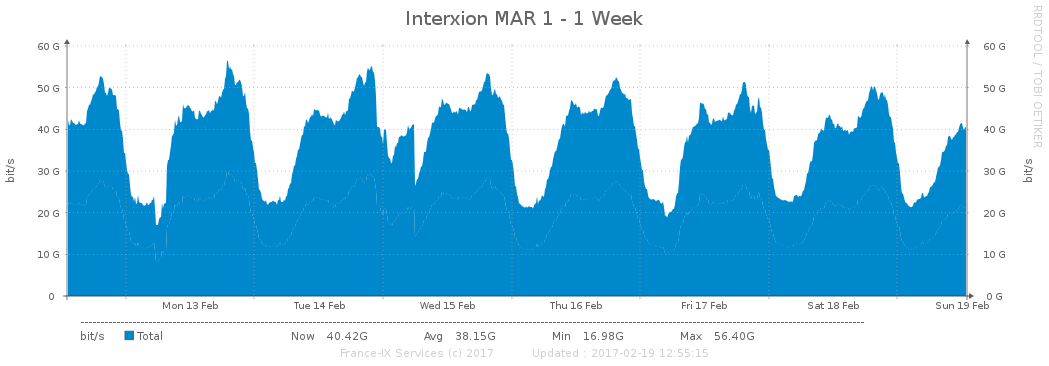 Interxion MAR 1 - 1 Week
RRDTOOL / TOBI OETIKER
bit/s
60 G
50 G
40 G
30 G
20 G
10 G
0
60 G
50 G
40 G
30 G
20 G
10 G
0 G
bit/s
Mon 13 Feb Tue 14 Feb Wed 15 Feb Thu 16 Feb Fri 17 Feb Sat 18 Feb Sun 19 Feb
bit/s Total Now 40.42G Avg 38.15G Min 16.98G Max 56.40G
France-IX Services (c) 2017 Updated : 2017-02-19 12:55:15